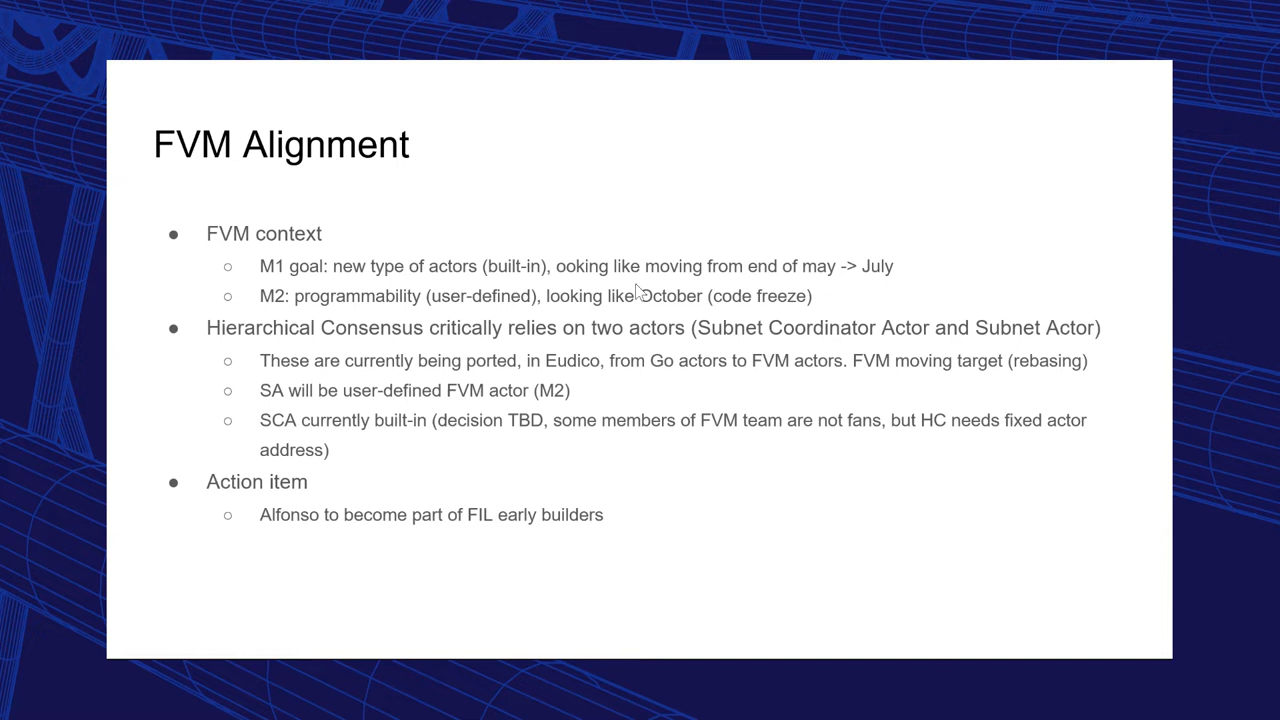 FVM Alignment
● FVM context
○ M1 goal: new type of actors (built-in), ooking like moving from end of may -> July
○ M2: programmability (user-defined), looking like October (code freeze)
● Hierarchical Consensus critically relies on two actors (Subnet Coordinator Actor and Subnet Actor)
○ These are currently being ported, in Eudico, from Go actors to FVM actors. FVM moving target (rebasing)
○ SA will be user-defined FVM actor (M2)
○ SCA currently built-in (decision TBD, some members of FVM team are not fans, but HC needs fixed actor
address)
● Action item
○ Alfonso to become part of FIL early builders